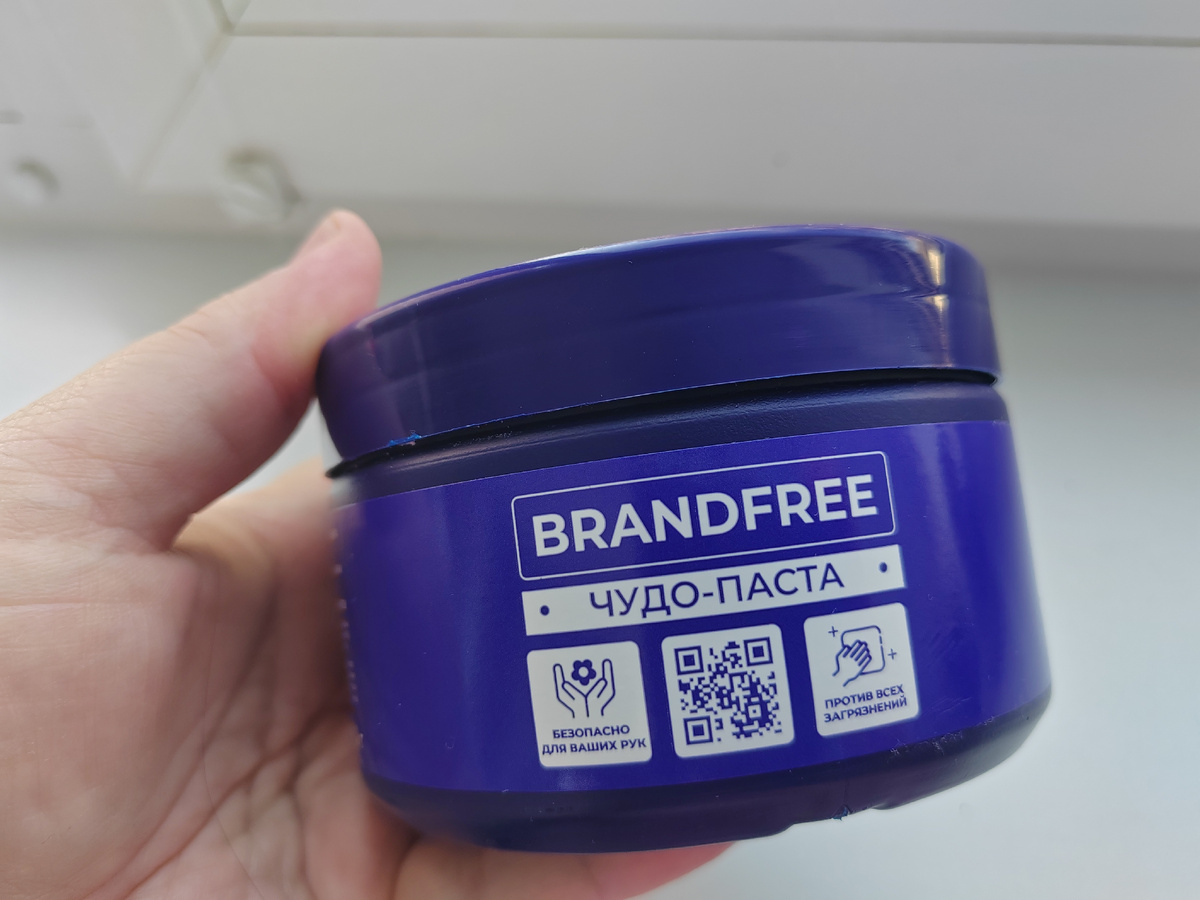 BRANDFREE
ЧУДО-ПАСТА
БЕЗОПАСНО
ДЛЯ ВАШИХ РУК
ПРОТИВ ВСЕХ
ЗАГРЯЗНЕНИЙ